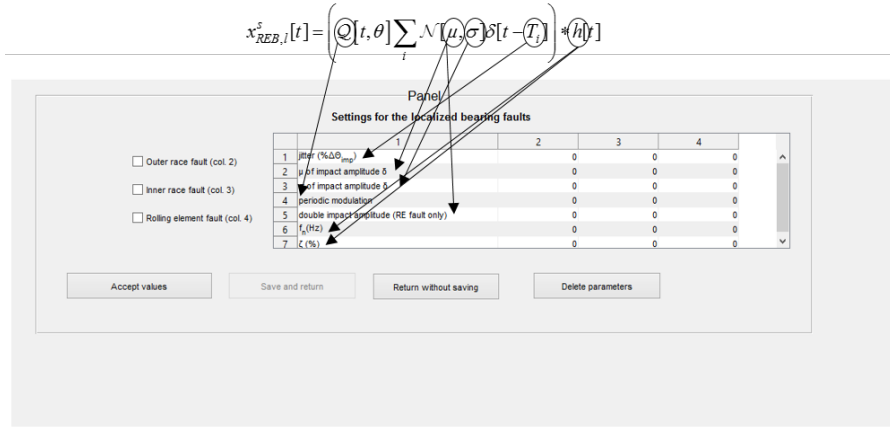 x^s_{REB,l}[t] = ( Q[t,θ] ∑_i N[μ,σ]δ[t−T_i] ) * h[t]
Panel
Settings for the localized bearing faults
1 2 3 4
1 jitter (%Δθ_imp) 0 0 0
2 μ of impact amplitude δ 0 0 0
3 of impact amplitude δ 0 0 0
4 periodic modulation 0 0 0
5 double impact amplitude (RE fault only) 0 0 0
6 f_n(Hz) 0 0 0
7 ζ (%) 0 0 0
Outer race fault (col. 2)
Inner race fault (col. 3)
Rolling element fault (col. 4)
Accept values
Save and return
Return without saving
Delete parameters